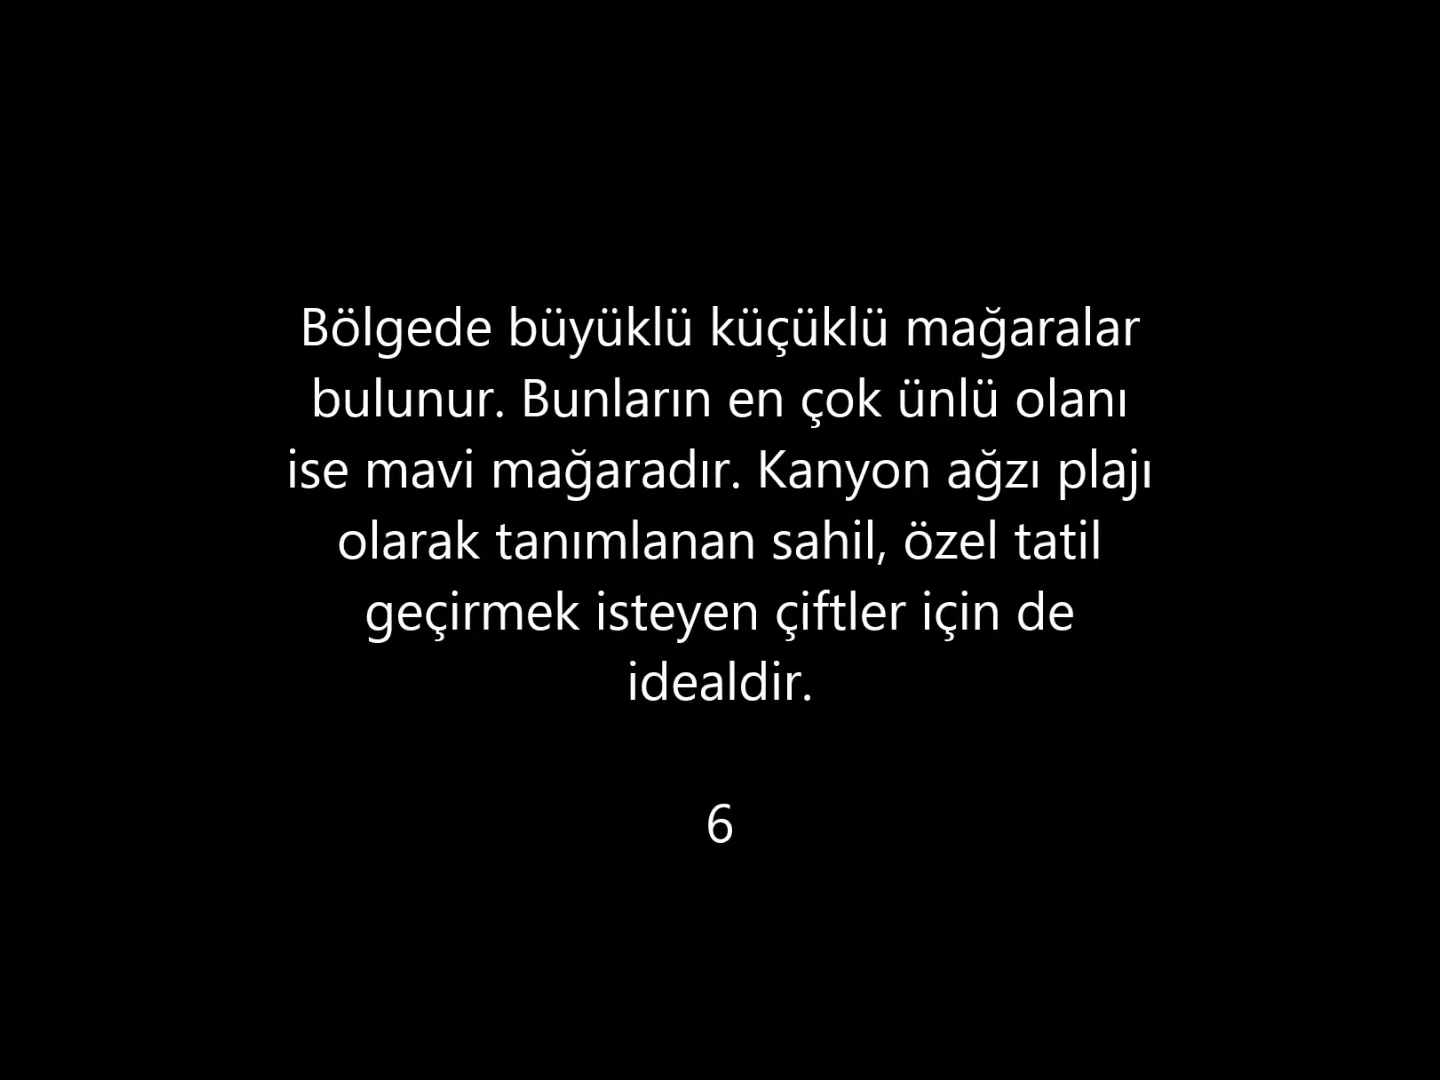 Bölgede büyüklü küçüklü mağaralar
bulunur. Bunların en çok ünlü olanı
ise mavi mağaradır. Kanyon ağzı plajı
olarak tanımlanan sahil, özel tatil
geçirmek isteyen çiftler için de
idealdir.
6